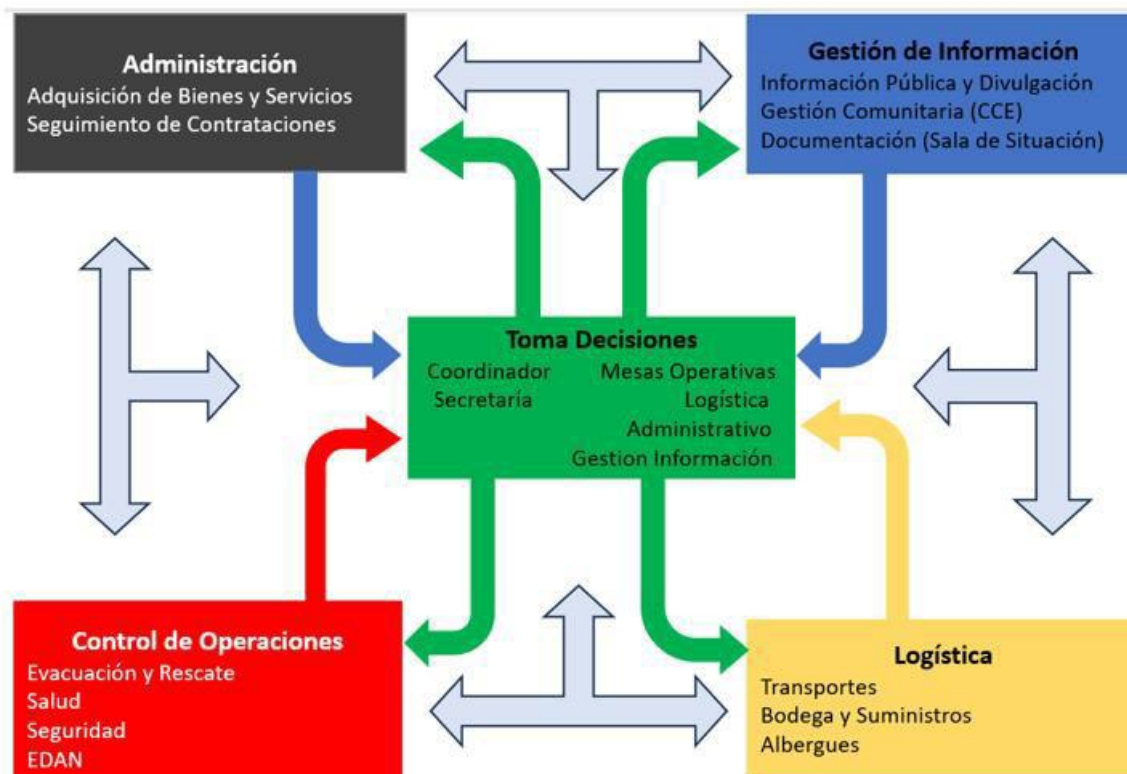 Administración
Adquisición de Bienes y Servicios
Seguimiento de Contrataciones
Gestión de Información
Información Pública y Divulgación
Gestión Comunitaria (CCE)
Documentación (Sala de Situación)
Toma Decisiones
Coordinador
Secretaría
Mesas Operativas
Logística
Administrativo
Gestion Información
Control de Operaciones
Evacuación y Rescate
Salud
Seguridad
EDAN
Logística
Transportes
Bodega y Suministros
Albergues